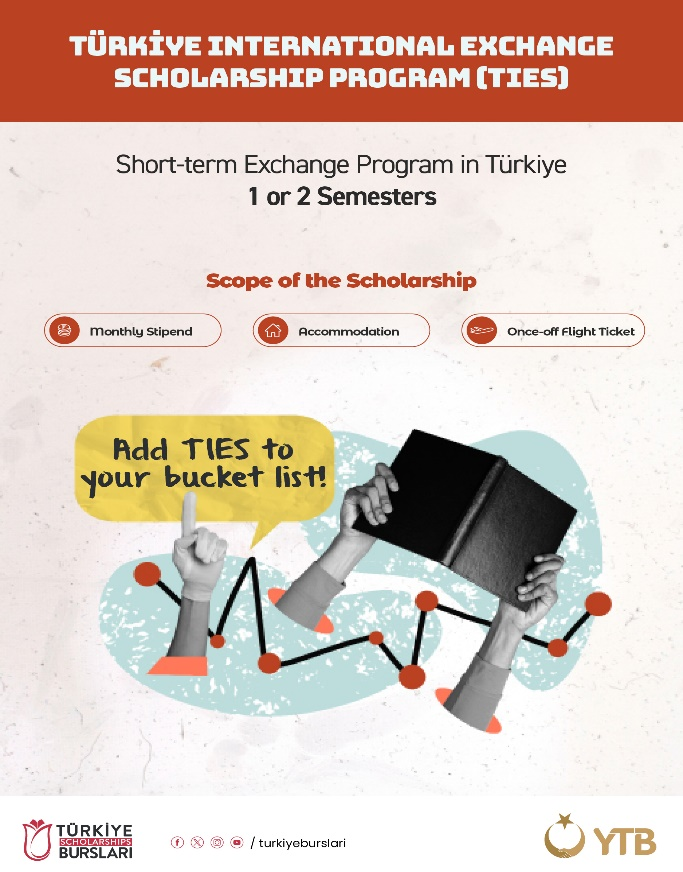 TÜRKİYE INTERNATIONAL EXCHANGE
SCHOLARSHIP PROGRAM (TIES)
Short-term Exchange Program in Türkiye
1 or 2 Semesters
Scope of the Scholarship
Monthly Stipend
Accommodation
Once-off Flight Ticket
Add TIES to
your bucket list!
TÜRKİYE
SCHOLARSHIPS
BURSLARI
/ turkiyeburslari
YTB